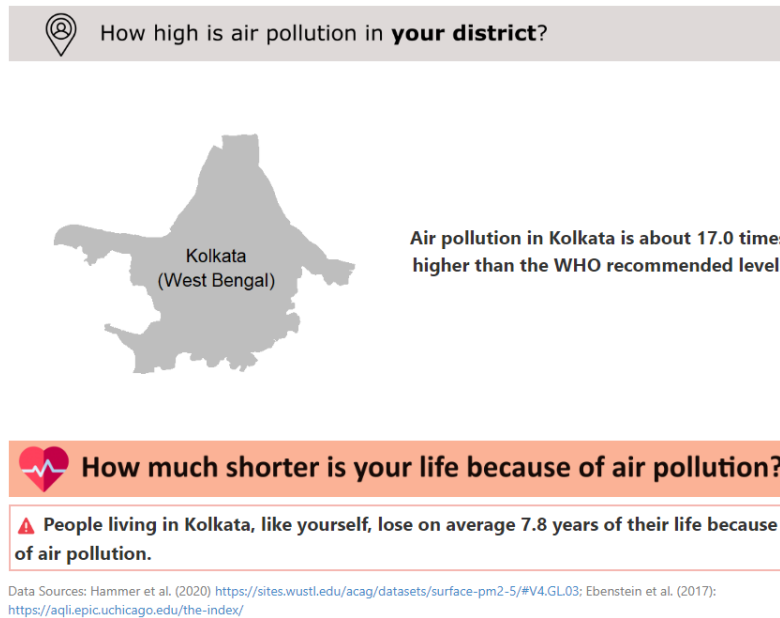 How high is air pollution in your district?
Kolkata
(West Bengal)
Air pollution in Kolkata is about 17.0 times
higher than the WHO recommended level
How much shorter is your life because of air pollution?
People living in Kolkata, like yourself, lose on average 7.8 years of their life because
of air pollution.
Data Sources: Hammer et al. (2020) https://sites.wustl.edu/acag/datasets/surface-pm2-5/#V4.GL.03; Ebenstein et al. (2017):
https://aqli.epic.uchicago.edu/the-index/